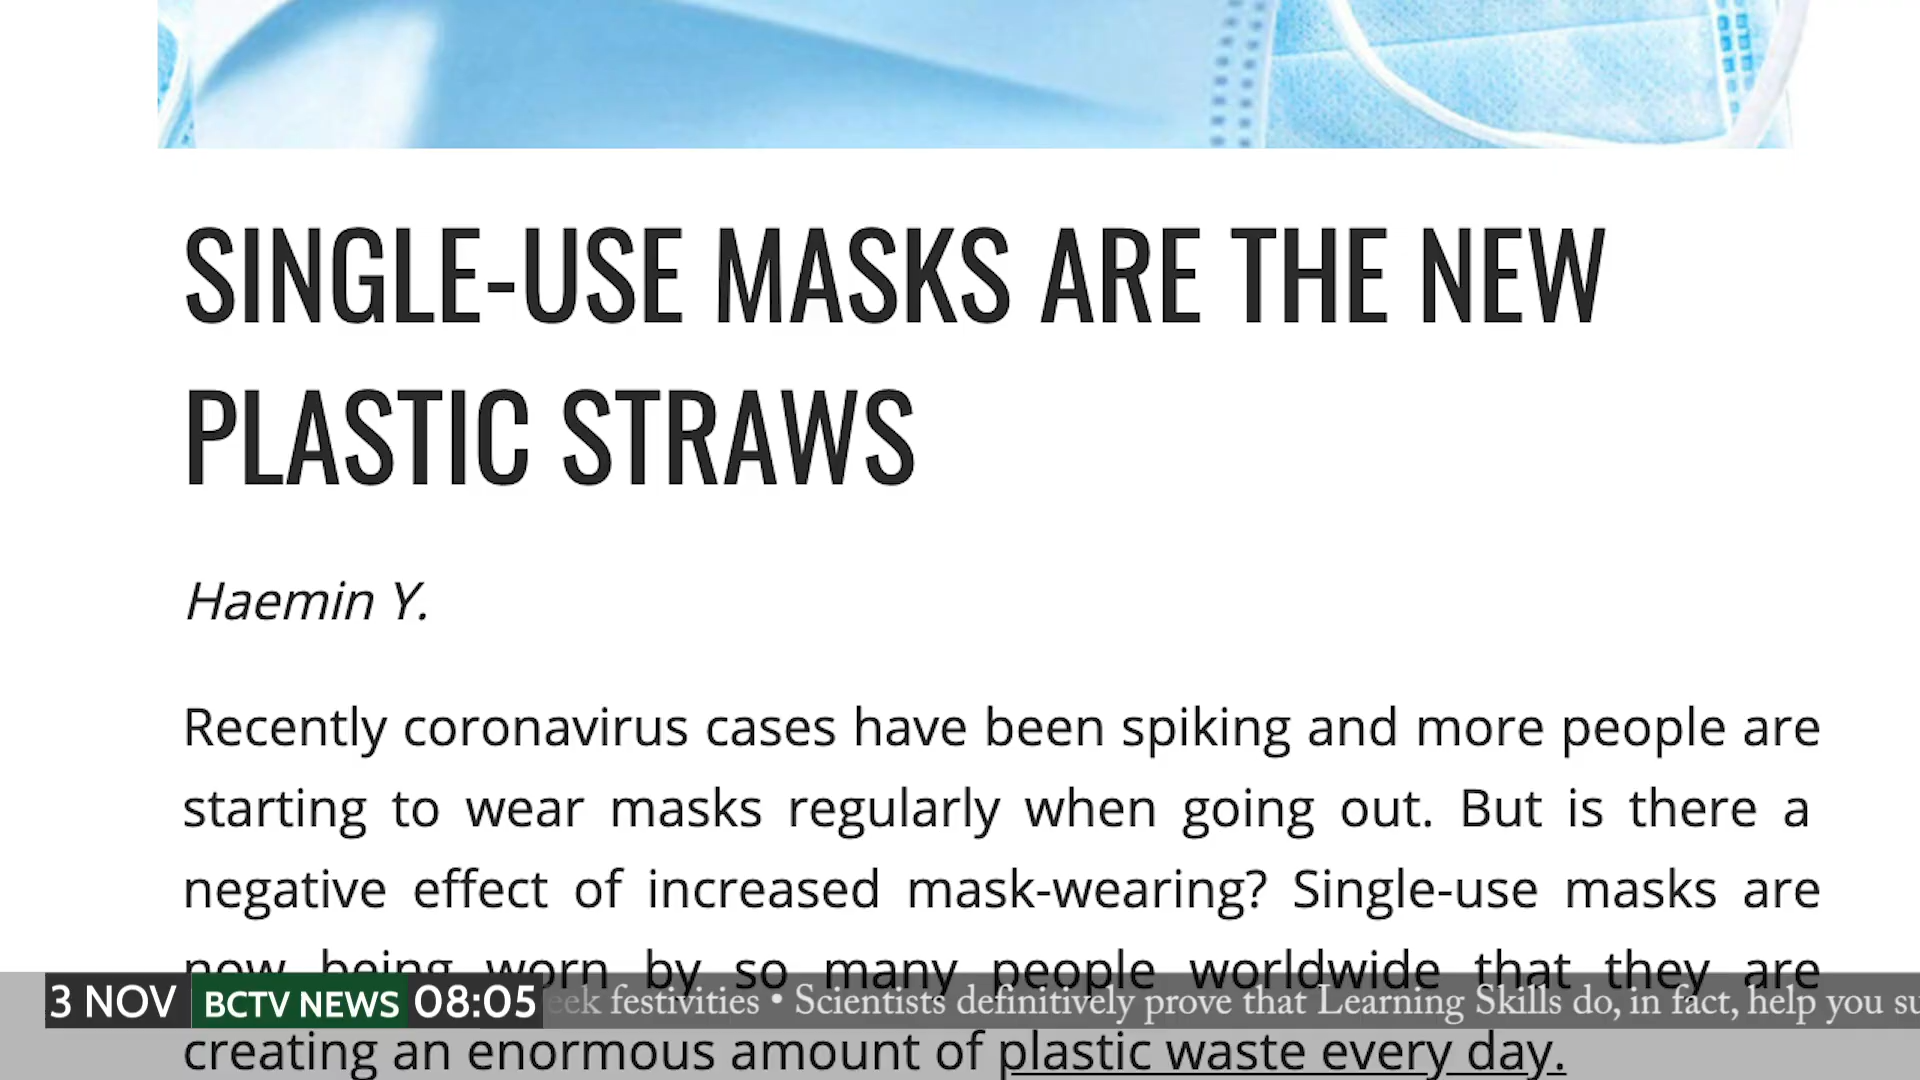 SINGLE-USE MASKS ARE THE NEW
PLASTIC STRAWS
Haemin Y.
Recently coronavirus cases have been spiking and more people are
starting to wear masks regularly when going out. But is there a
negative effect of increased mask-wearing? Single-use masks are
now being worn by so many people worldwide that they are
3 NOV BCTV NEWS 08:05 festivities • Scientists definitively prove that Learning Skills do, in fact, help you
creating an enormous amount of plastic waste every day.